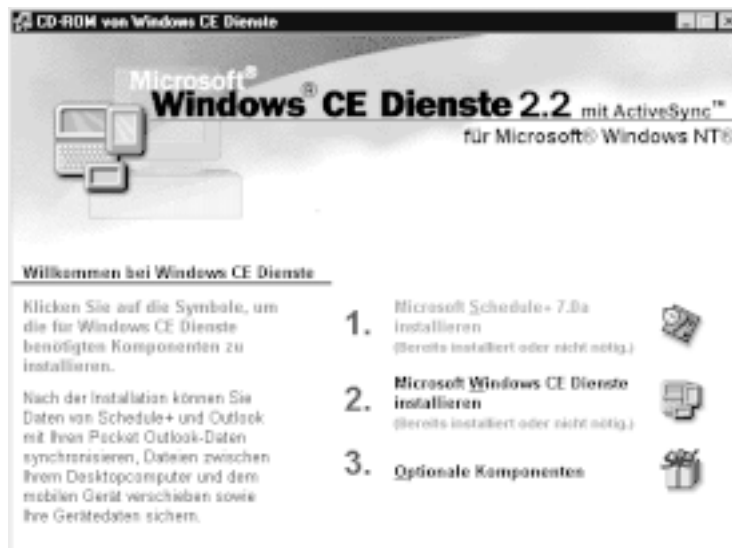 CD-ROM von Windows CE Dienste
Microsoft®
Windows® CE Dienste 2.2 mit ActiveSync™
für Microsoft® Windows NT®
Willkommen bei Windows CE Dienste
Klicken Sie auf die Symbole, um
die für Windows CE Dienste
benötigten Komponenten zu
installieren.
Nach der Installation können Sie
Daten von Schedule+ und Outlook
mit Ihren Pocket Outlook-Daten
synchronisieren, Dateien zwischen
Ihrem Desktopcomputer und dem
mobilen Gerät verschieben sowie
Ihre Gerätedaten sichern.
1. Microsoft Schedule+ 7.0a
installieren
(Bereits installiert oder nicht nötig.)
2. Microsoft Windows CE Dienste
installieren
(Bereits installiert oder nicht nötig.)
3. Optionale Komponenten